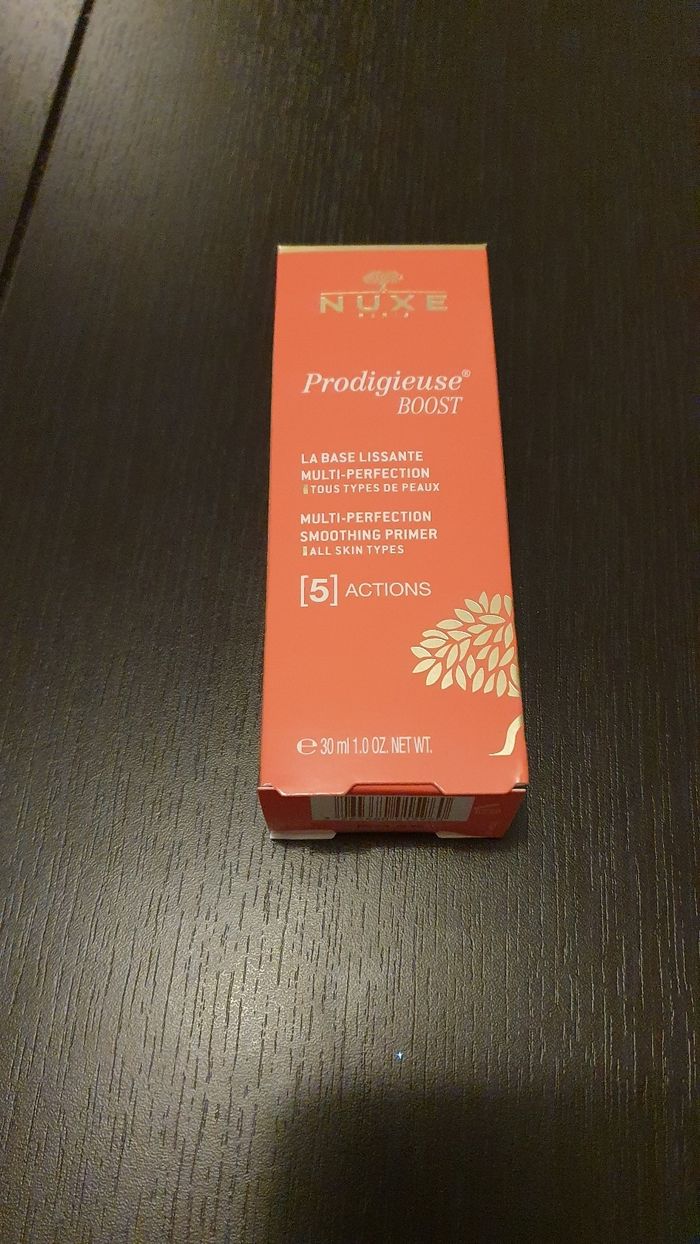 NUXE
PARIS
Prodigieuse®
BOOST
LA BASE LISSANTE
MULTI-PERFECTION
TOUS TYPES DE PEAUX
MULTI-PERFECTION
SMOOTHING PRIMER
ALL SKIN TYPES
[5] ACTIONS
℮ 30 ml 1.0 OZ. NET WT.